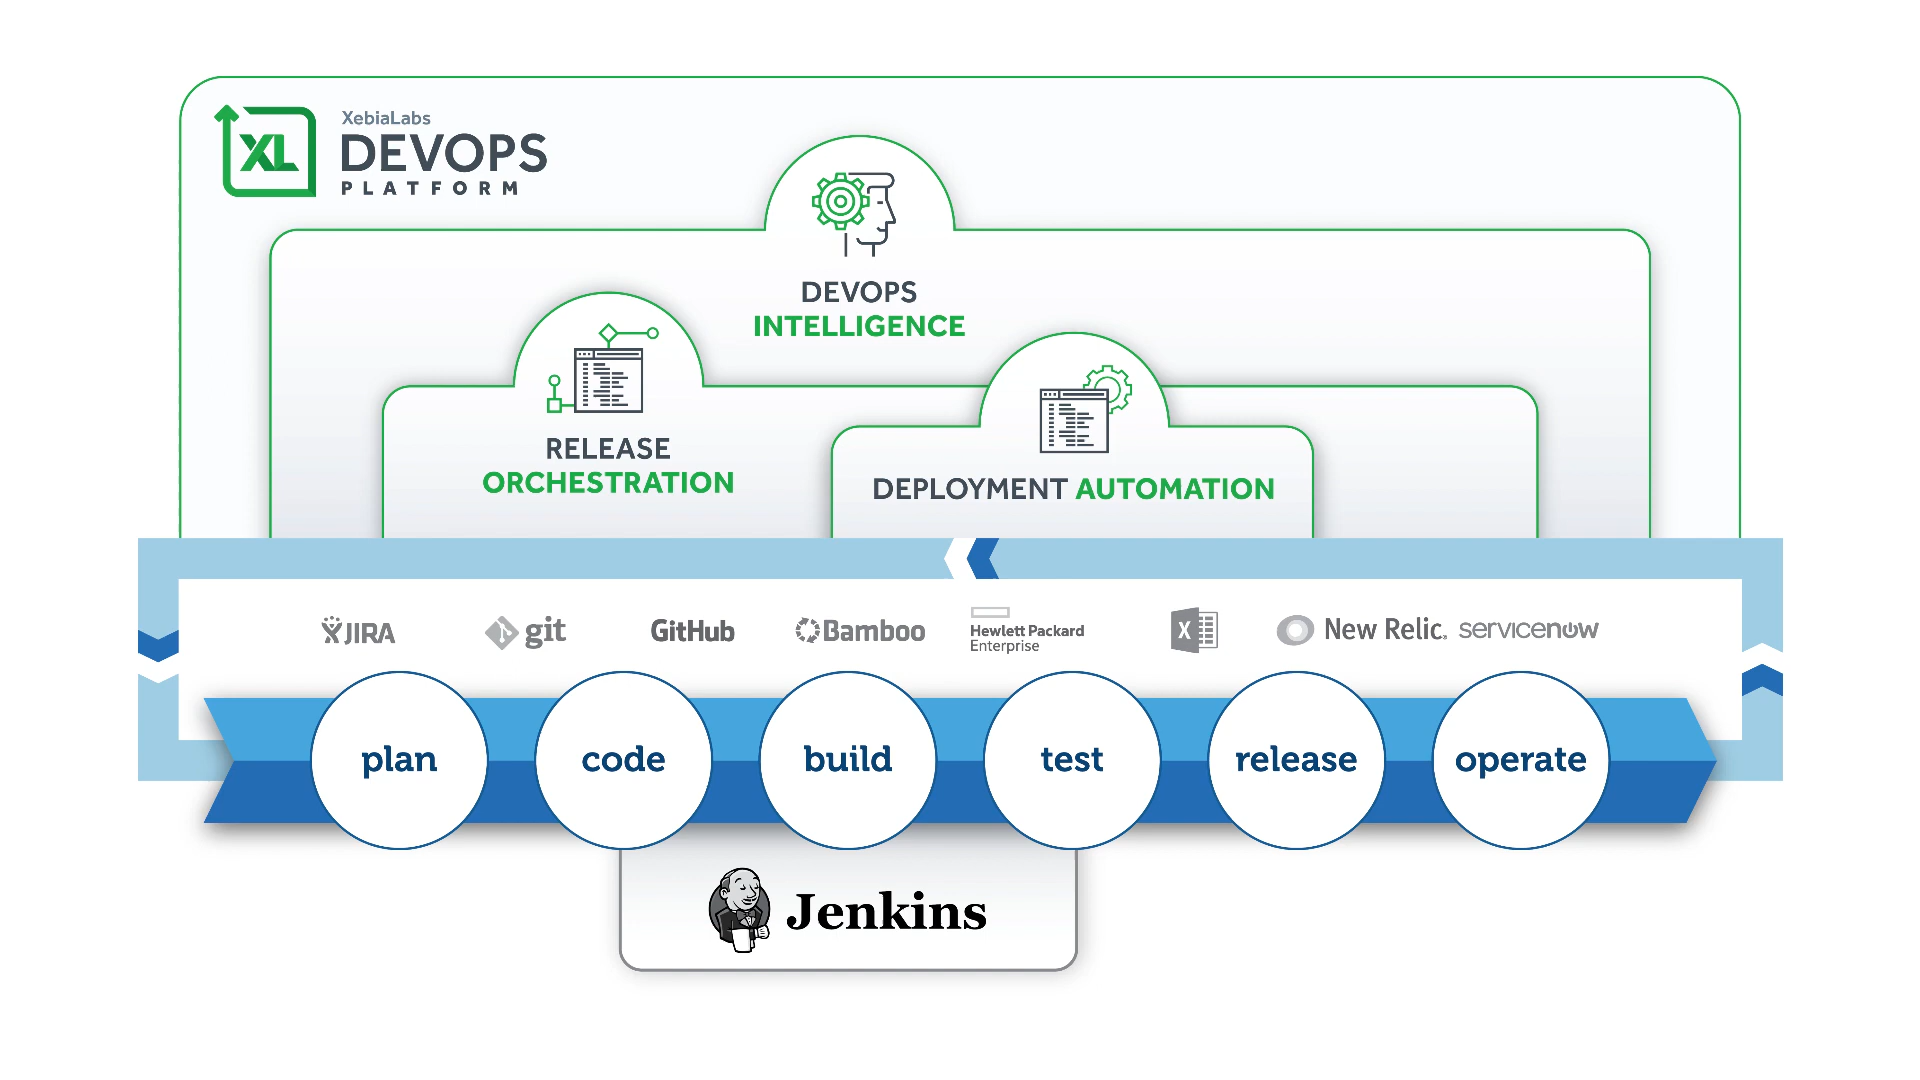 XL
XebiaLabs
DEVOPS
PLATFORM
DEVOPS
INTELLIGENCE
RELEASE
ORCHESTRATION
DEPLOYMENT AUTOMATION
JIRA
git
GitHub
Bamboo
Hewlett Packard
Enterprise
X
New Relic.
servicenow
plan
code
build
test
release
operate
Jenkins